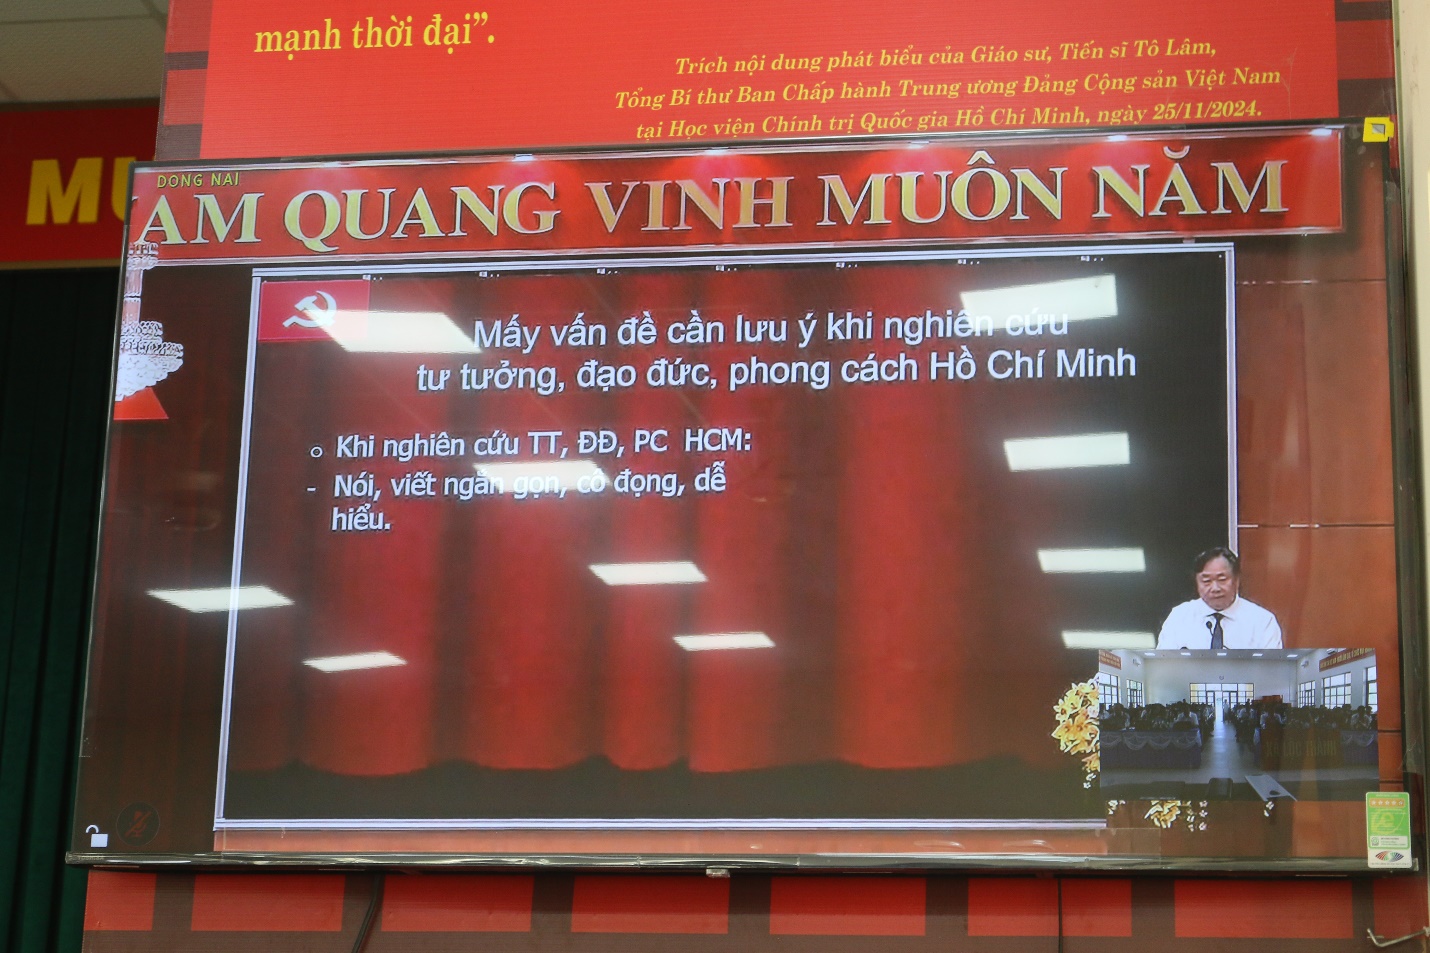 mạnh thời đại”.
Trích nội dung phát biểu của Giáo sư, Tiến sĩ Tô Lâm,
Tổng Bí thư Ban Chấp hành Trung ương Đảng Cộng sản Việt Nam
tại Học viện Chính trị Quốc gia Hồ Chí Minh, ngày 25/11/2024.
MU
DONG NAI
AM QUANG VINH MUÔN NĂM
Mấy vấn đề cần lưu ý khi nghiên cứu
tư tưởng, đạo đức, phong cách Hồ Chí Minh
Khi nghiên cứu TT, ĐĐ, PC HCM:
- Nói, viết ngắn gọn, cô đọng, dễ
hiểu.